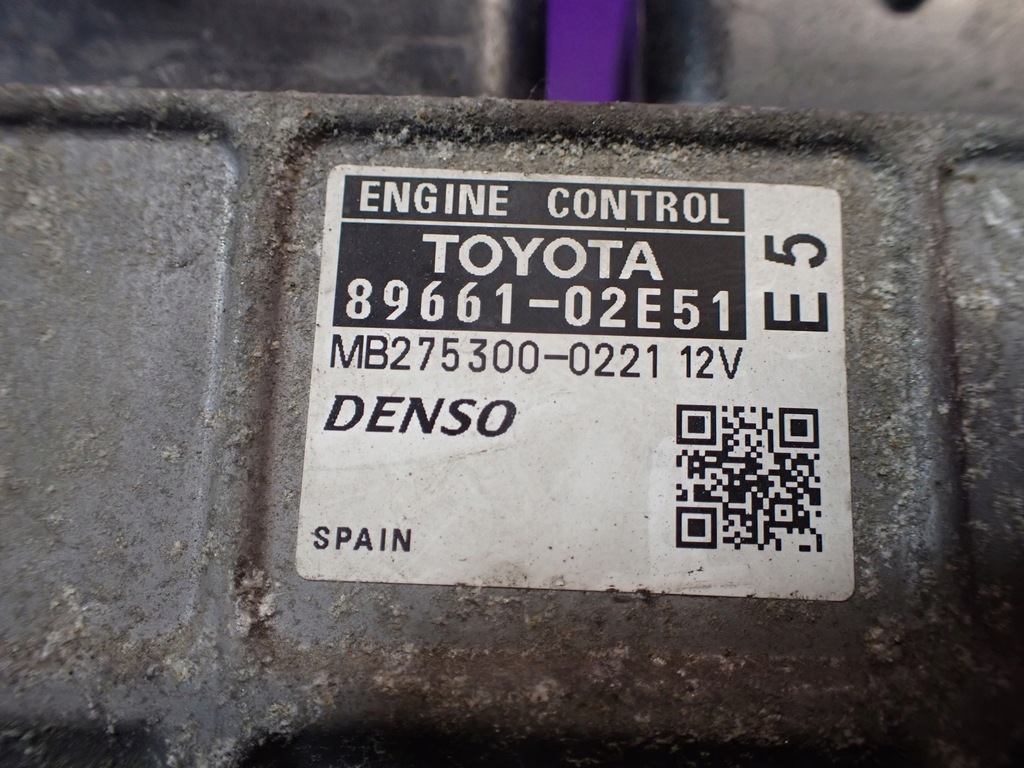 ENGINE CONTROL
TOYOTA
89661-02E51
E5
MB275300-0221 12V
DENSO
SPAIN